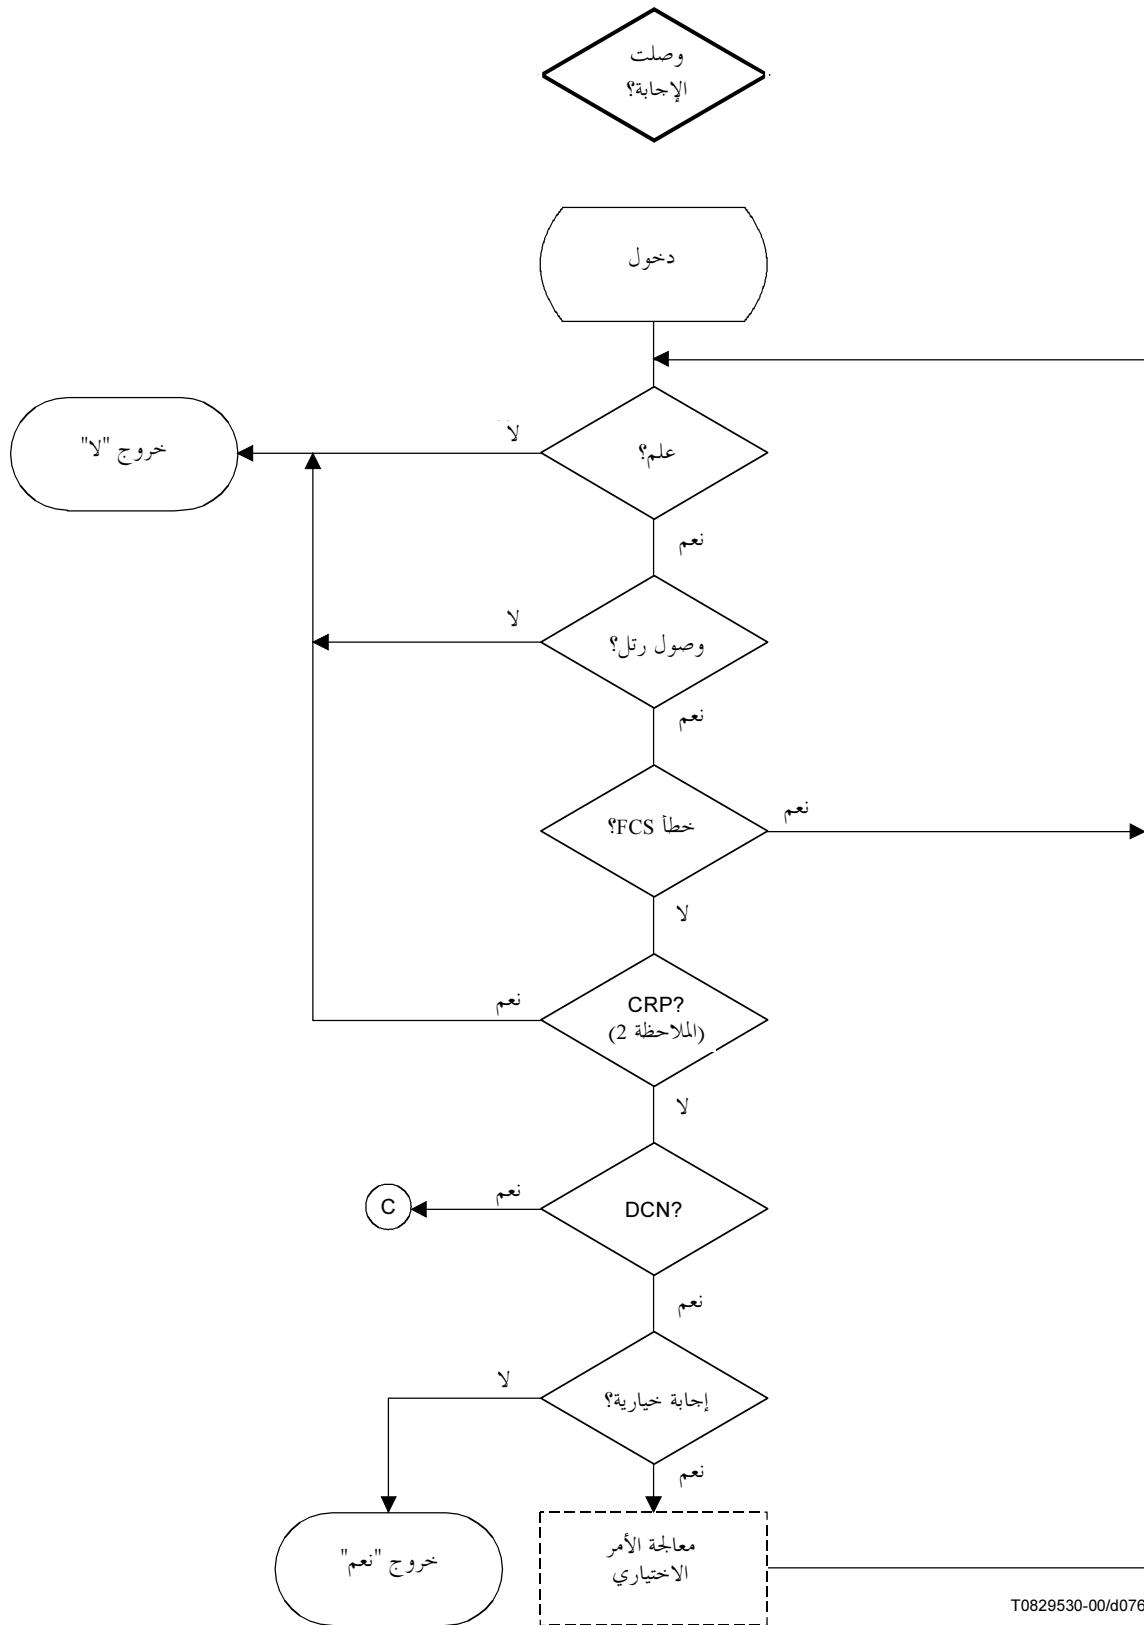 وصلت
الإجابة؟
دخول
لا
علم؟
خروج "لا"
نعم
لا
وصول رتل؟
نعم
نعم
خطأ FCS؟
لا
نعم
CRP?
(الملاحظة 2)
لا
نعم
DCN?
C
نعم
لا
إجابة خيارية؟
نعم
معالجة الأمر
الاختياري
خروج "نعم"
T0829530-00/d076